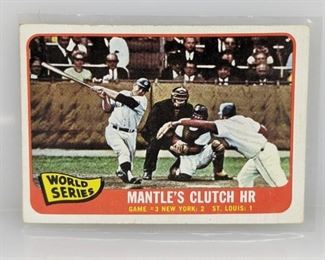 WORLD
SERIES
MANTLE'S CLUTCH HR
GAME #3 NEW YORK: 2 ST. LOUIS: 1